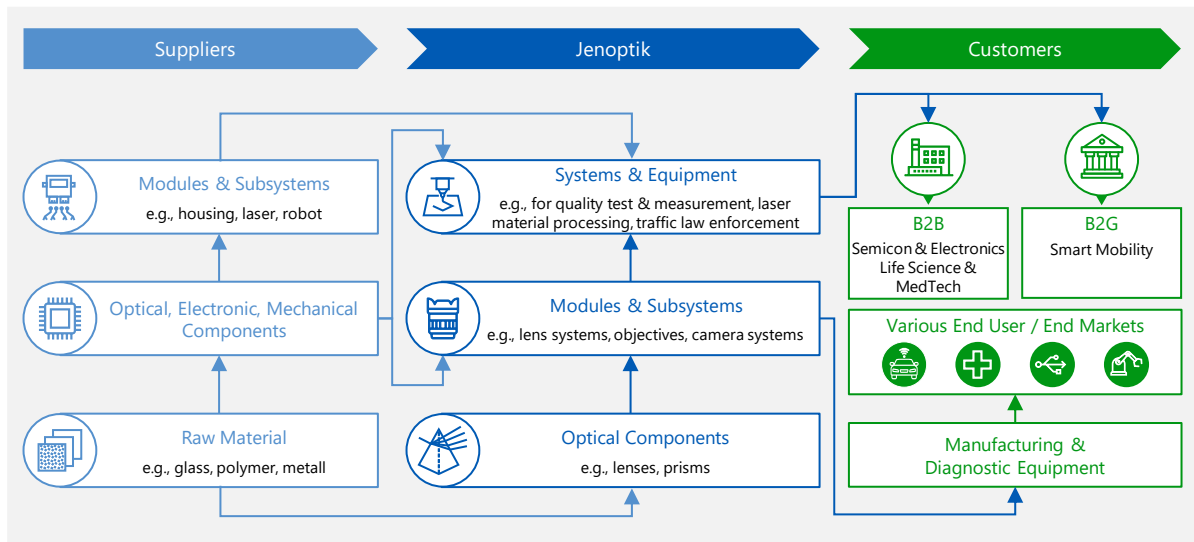 Suppliers
Jenoptik
Customers
Modules & Subsystems
e.g., housing, laser, robot
Optical, Electronic, Mechanical
Components
Raw Material
e.g., glass, polymer, metall
Systems & Equipment
e.g., for quality test & measurement, laser
material processing, traffic law enforcement
Modules & Subsystems
e.g., lens systems, objectives, camera systems
Optical Components
e.g., lenses, prisms
B2B
Semicon & Electronics
Life Science &
MedTech
B2G
Smart Mobility
Various End User / End Markets
Manufacturing &
Diagnostic Equipment